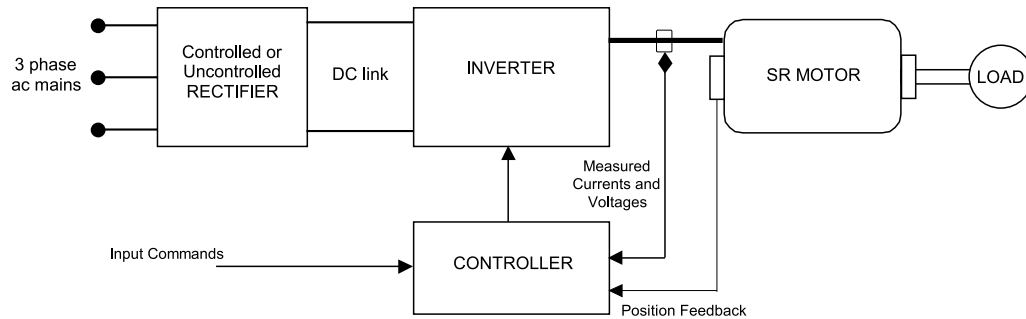 3 phase
ac mains
Controlled or
Uncontrolled
RECTIFIER
DC link
INVERTER
SR MOTOR
LOAD
Measured
Currents and
Voltages
Input Commands
CONTROLLER
Position Feedback